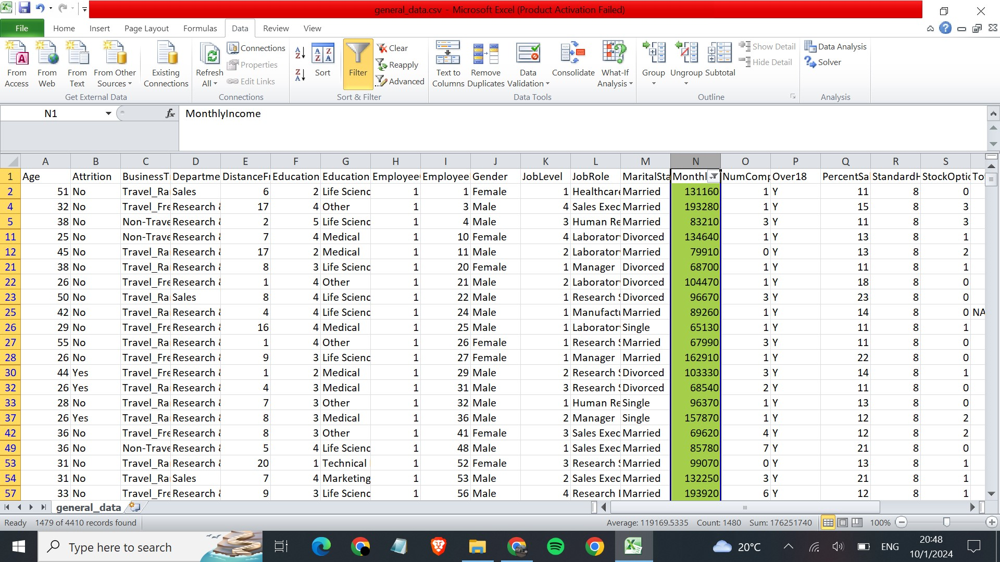 general_data.csv - Microsoft Excel (Product Activation Failed)
File Home Insert Page Layout Formulas Data Review View
From Access From Web From Text From Other Sources Existing Connections Get External Data
Refresh All Connections Properties Edit Links Connections
Sort Filter Clear Reapply Advanced Sort & Filter
Text to Columns Remove Duplicates Data Validation Consolidate What-If Analysis Data Tools
Group Ungroup Subtotal Show Detail Hide Detail Outline
Data Analysis Solver Analysis
N1 fx MonthlyIncome
A B C D E F G H I J K L M N O P Q R S
1 Age Attrition BusinessT Departme DistanceF Education Education Employee Employee Gender JobLevel JobRole MaritalSta Monthl NumComp Over18 PercentSa StandardH StockOptic To
2 51 No Travel_Ra Sales 6 2 Life Scienc 1 1 Female 1 Healthcare Married 131160 1 Y 11 8 0
4 32 No Travel_Fre Research & 17 4 Other 1 3 Male 4 Sales Exec Married 193280 1 Y 15 8 3
5 38 No Non-Trave Research & 2 5 Life Scienc 1 4 Male 3 Human Re Married 83210 3 Y 11 8 3
11 25 No Non-Trave Research & 7 4 Medical 1 10 Female 4 Laborator Divorced 134640 1 Y 13 8 1
12 45 No Travel_Ra Research & 17 2 Medical 1 11 Male 2 Laborator Married 79910 0 Y 13 8 2
21 38 No Travel_Ra Research & 8 3 Life Scienc 1 20 Female 1 Manager Divorced 68700 1 Y 11 8 1
22 26 No Travel_Fre Research & 1 4 Other 1 21 Male 2 Laborator Divorced 104470 1 Y 18 8 0
23 50 No Travel_Ra Sales 8 4 Life Scienc 1 22 Male 1 Research S Divorced 96670 3 Y 23 8 0
25 42 No Travel_Ra Research & 4 4 Life Scienc 1 24 Male 1 Manufactu Married 89260 1 Y 14 8 0 NA
26 29 No Travel_Fre Research & 16 4 Medical 1 25 Male 1 Laborator Single 65130 1 Y 11 8 1
27 55 No Travel_Ra Research & 1 4 Other 1 26 Female 1 Research S Married 67990 3 Y 11 8 0
28 26 No Travel_Fre Research & 9 3 Life Scienc 1 27 Female 1 Manager Married 162910 1 Y 22 8 0
30 44 Yes Travel_Fre Research & 1 2 Medical 1 29 Male 2 Research S Divorced 103330 3 Y 14 8 1
32 26 Yes Travel_Ra Research & 4 3 Medical 1 31 Male 3 Research S Divorced 68540 2 Y 11 8 0
33 28 No Travel_Ra Research & 7 3 Other 1 32 Male 1 Human Re Single 96370 1 Y 13 8 0
37 26 Yes Travel_Ra Research & 8 3 Medical 1 36 Male 2 Manager Single 157870 1 Y 12 8 2
42 36 No Travel_Fre Research & 8 3 Other 1 41 Female 3 Sales Exec Married 69620 4 Y 12 8 2
49 36 No Non-Trave Research & 5 4 Life Scienc 1 48 Male 1 Sales Exec Married 85780 7 Y 21 8 0
53 31 No Travel_Ra Research & 20 1 Technical 1 52 Female 3 Research S Married 99070 0 Y 13 8 1
54 31 No Travel_Ra Sales 7 4 Marketing 1 53 Male 2 Sales Exec Married 132250 3 Y 21 8 1
57 33 No Travel_Fre Research & 9 3 Life Scienc 1 56 Male 4 Research Married 193920 6 Y 12 8 1
general_data
Ready 1479 of 4410 records found Average: 119169.5335 Count: 1480 Sum: 176251740 100%
Type here to search 20°C ENG 20:48
10/1/2024